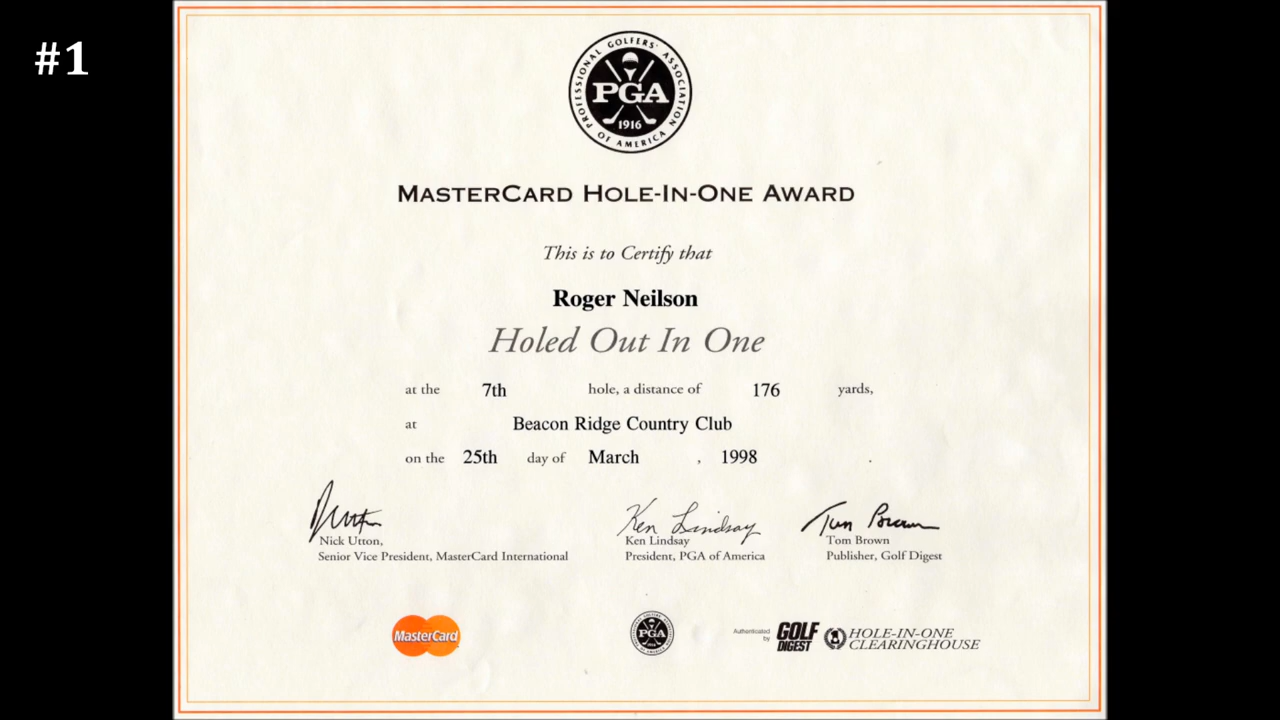 #1
PROFESSIONAL GOLFERS' ASSOCIATION
OF AMERICA
PGA
1916
MASTERCARD HOLE-IN-ONE AWARD
This is to Certify that
Roger Neilson
Holed Out In One
at the 7th hole, a distance of 176 yards,
at Beacon Ridge Country Club
on the 25th day of March , 1998 .
Ken Lindsay Tom Brown
Nick Utton, Ken Lindsay Tom Brown
Senior Vice President, MasterCard International President, PGA of America Publisher, Golf Digest
MasterCard PGA Authenticated by GOLF DIGEST HOLE-IN-ONE CLEARINGHOUSE